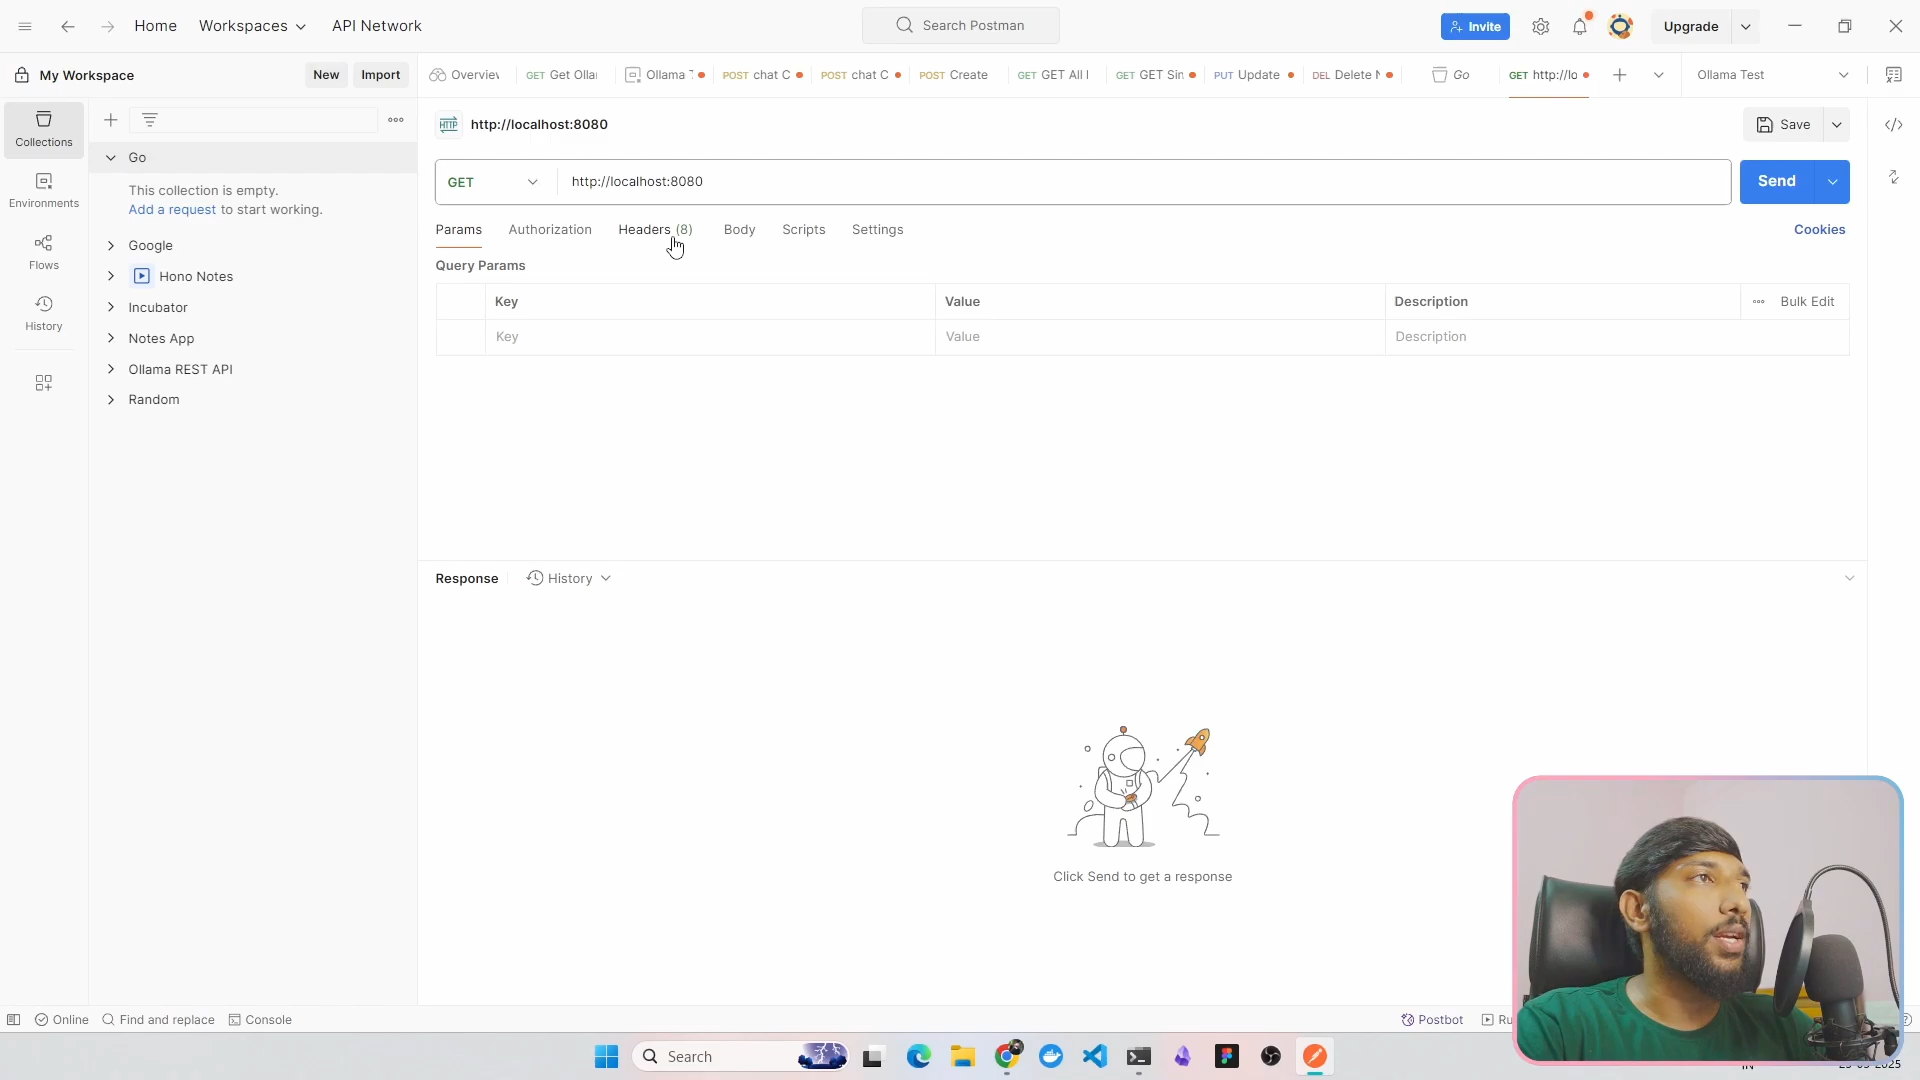 Home Workspaces API Network Search Postman Invite Upgrade
My Workspace New Import Overview GET Get Olla Ollama T POST chat C POST chat C POST Create GET GET All I GET GET Sin PUT Update DEL Delete N Go GET http://lo Ollama Test
Collections
Environments
Flows
History
Go
This collection is empty.
Add a request to start working.
Google
Hono Notes
Incubator
Notes App
Ollama REST API
Random
HTTP http://localhost:8080 Save
GET http://localhost:8080 Send
Params Authorization Headers (8) Body Scripts Settings Cookies
Query Params
Key Value Description Bulk Edit
Key Value Description
Response History
Click Send to get a response
Online Find and replace Console Postbot Ru
Search